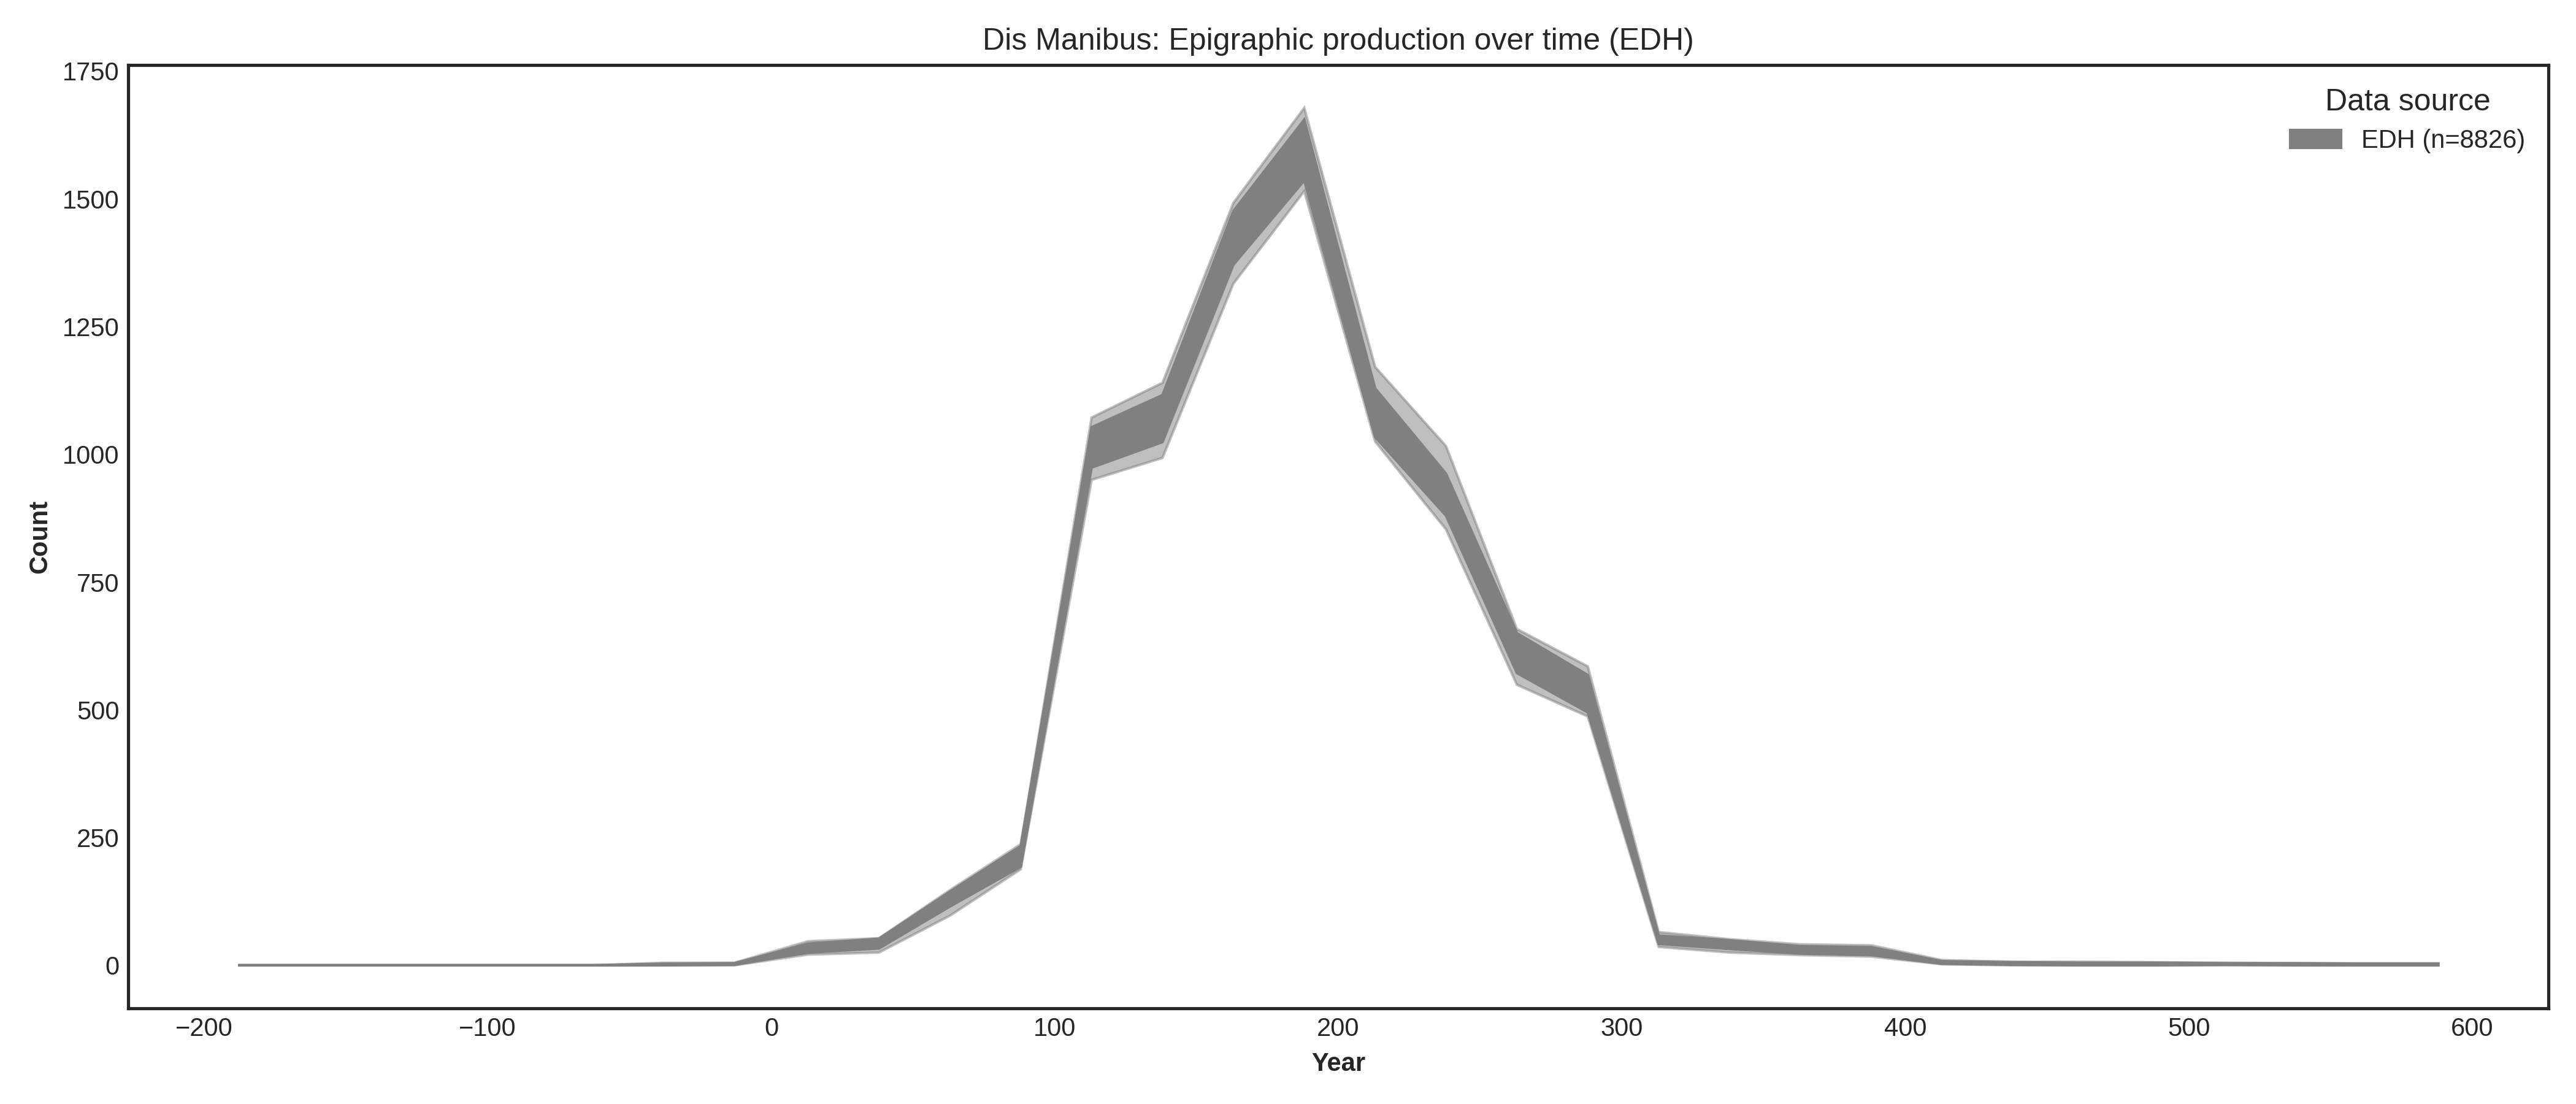 Dis Manibus: Epigraphic production over time (EDH)
1750
1500
1250
1000
750
500
250
0
Count
Data source
EDH (n=8826)
−200 −100 0 100 200 300 400 500 600
Year